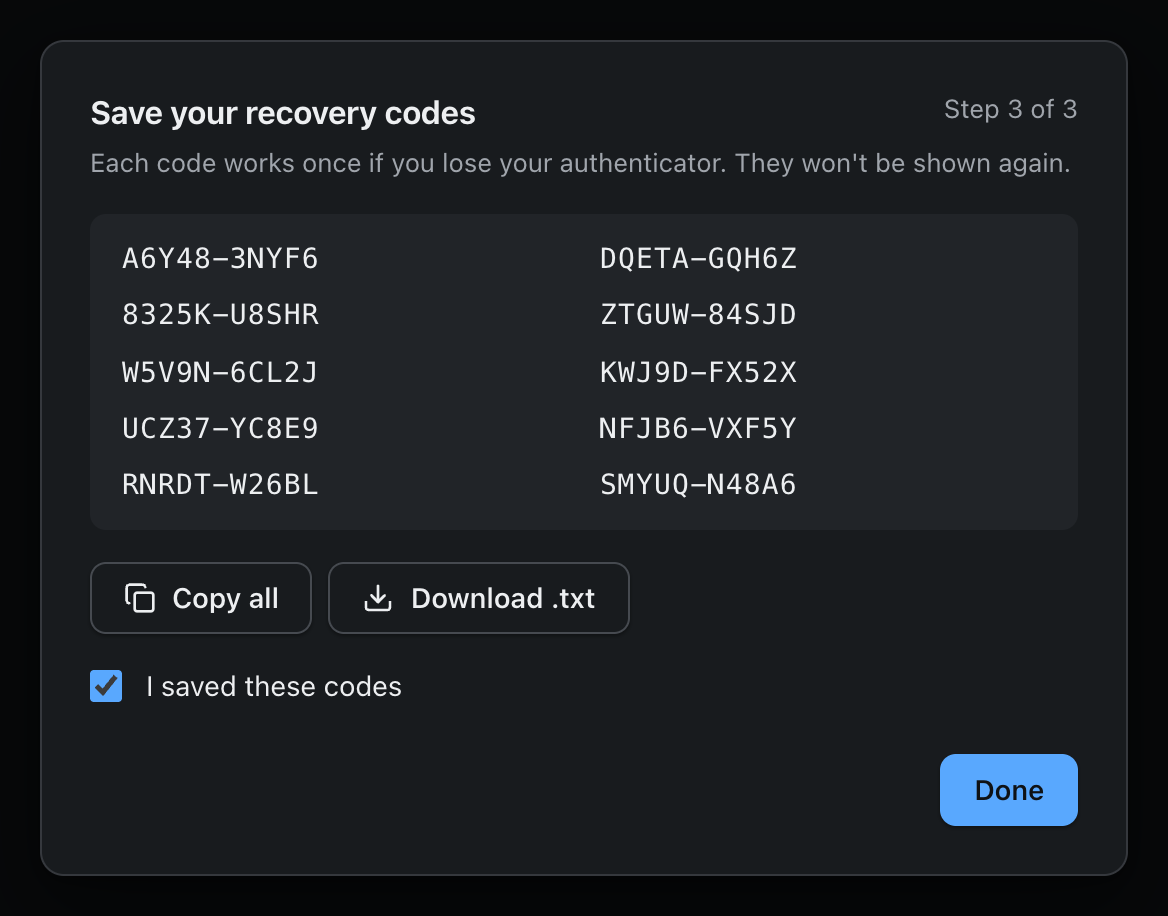 Save your recovery codes
Step 3 of 3
Each code works once if you lose your authenticator. They won't be shown again.
A6Y48-3NYF6 DQETA-GQH6Z
8325K-U8SHR ZTGUW-84SJD
W5V9N-6CL2J KWJ9D-FX52X
UCZ37-YC8E9 NFJB6-VXF5Y
RNRDT-W26BL SMYUQ-N48A6
Copy all Download .txt
I saved these codes
Done